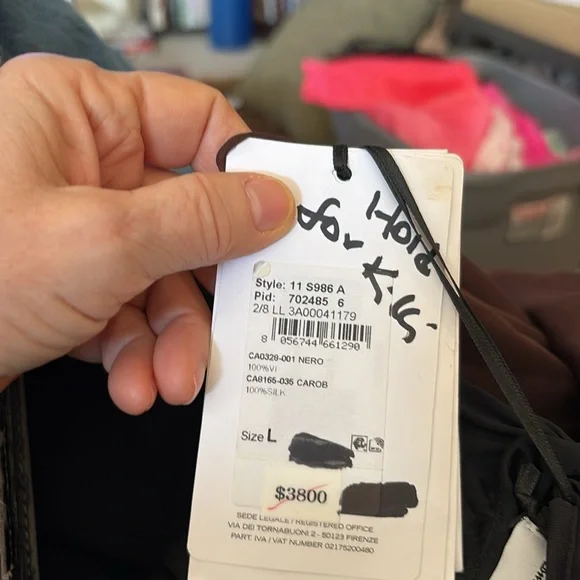 Hold
for K.S.
Style: 11 S986 A
Pid: 702485 6
2/8 LL 3A00041179
8 056744 661290
CA0328-001 NERO
100%VI
CA8165-035 CAROB
100%SILK
Size L
$3800
SEDE LEGALE / REGISTERED OFFICE
VIA DEI TORNABUONI 2 - 50123 FIRENZE
PART. IVA / VAT NUMBER 02175200480